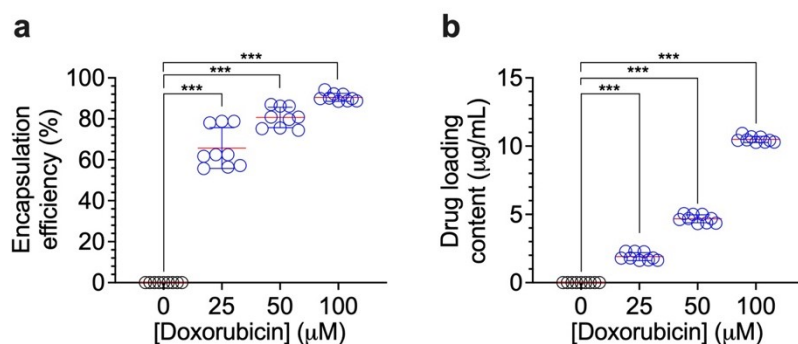 a
***
***
***
Encapsulation
efficiency (%)
100
80
60
40
20
0
0 25 50 100
[Doxorubicin] (μM)
b
***
***
***
Drug loading
content (μg/mL)
15
10
5
0
0 25 50 100
[Doxorubicin] (μM)